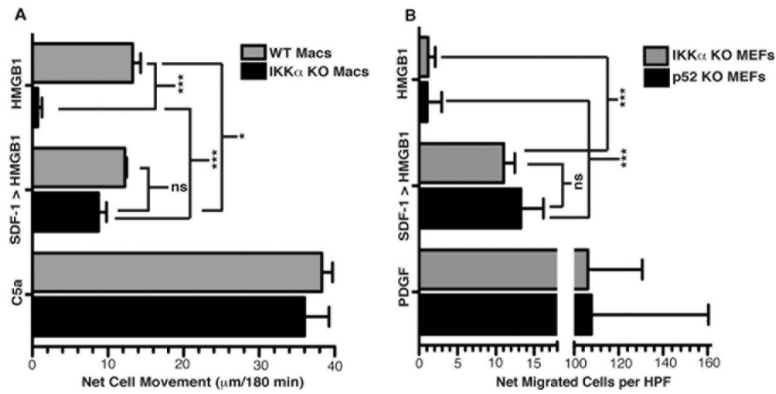 A
HMGB1
SDF-1 > HMGB1
C5a
WT Macs
IKKα KO Macs
***
***
*
ns
0 10 20 30 40
Net Cell Movement (µm/180 min)
B
HMGB1
SDF-1 > HMGB1
PDGF
IKKα KO MEFs
p52 KO MEFs
***
***
ns
0 5 10 15 100 120 140 160
Net Migrated Cells per HPF